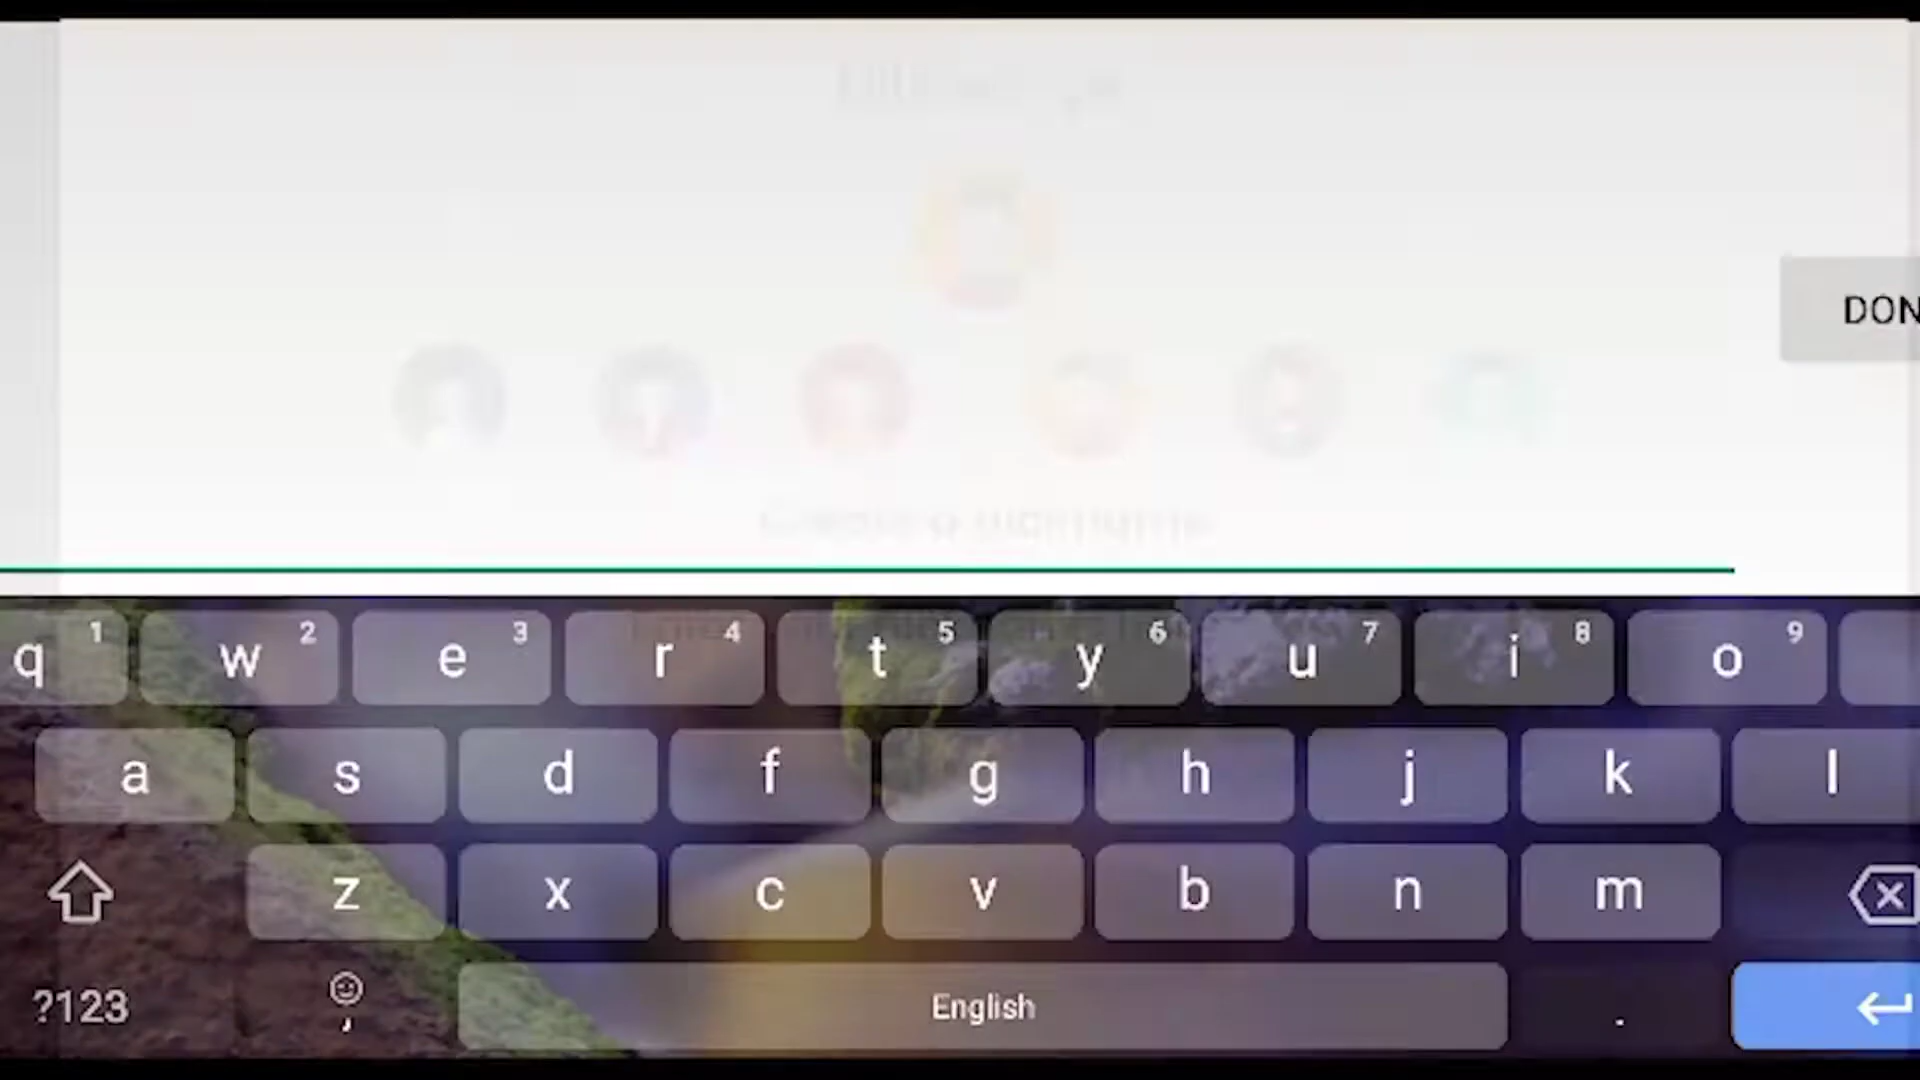 DON
q 1 w 2 e 3 r 4 t 5 y 6 u 7 i 8 o 9
a s d f g h j k l
z x c v b n m
?123 , English .